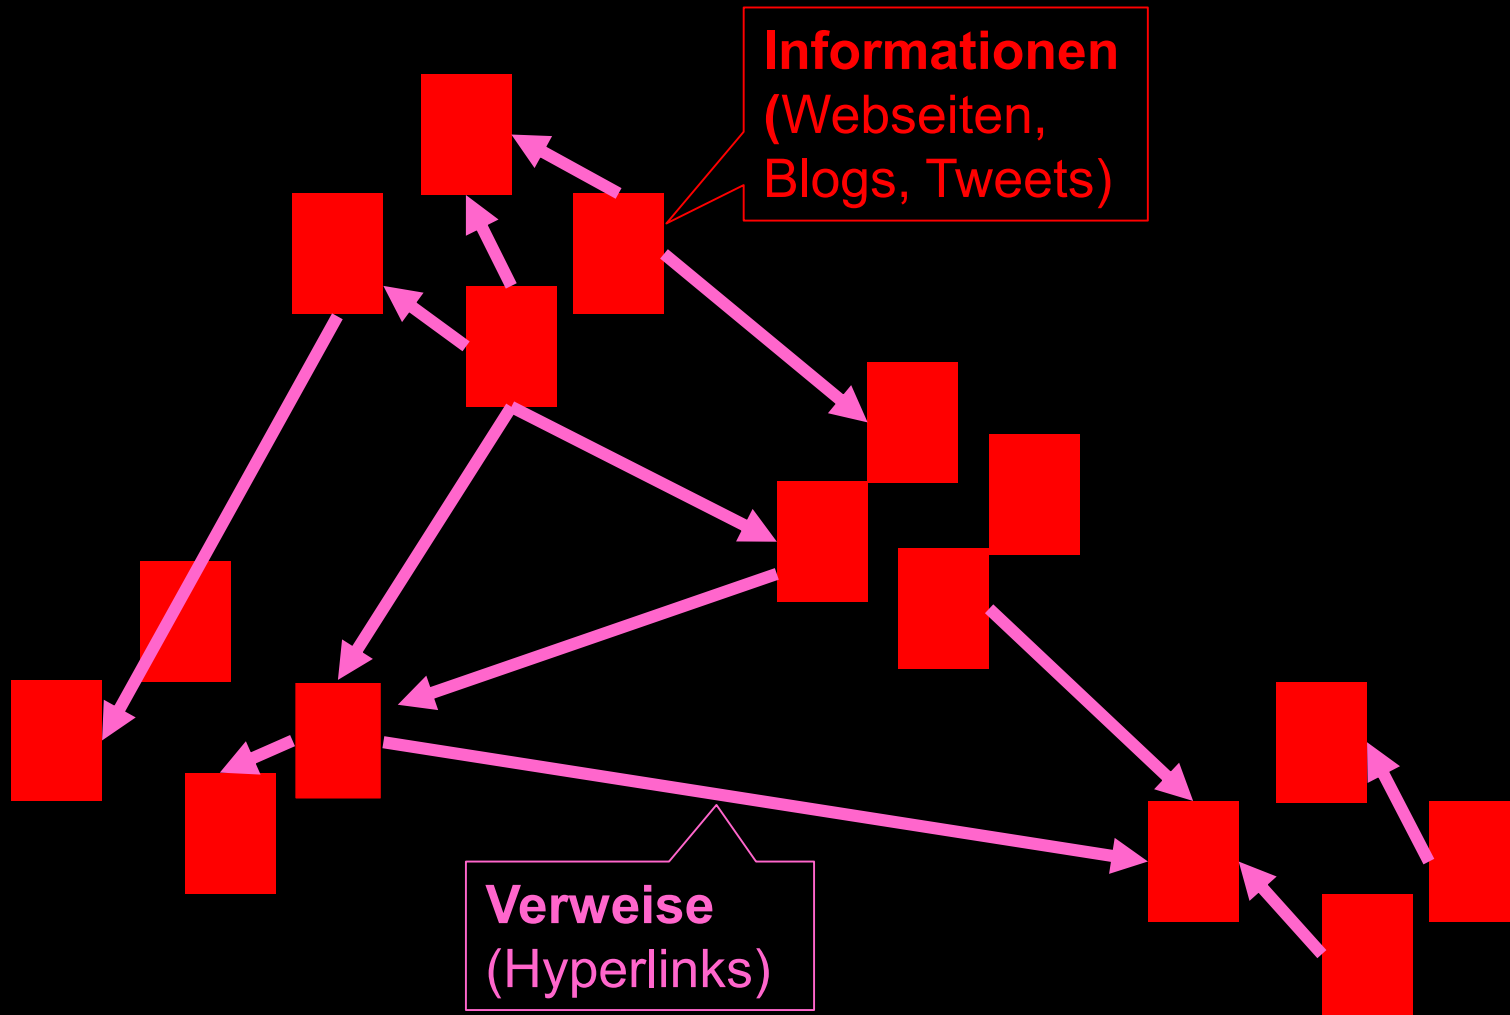 Informationen
(Webseiten,
Blogs, Tweets)
Verweise
(Hyperlinks)